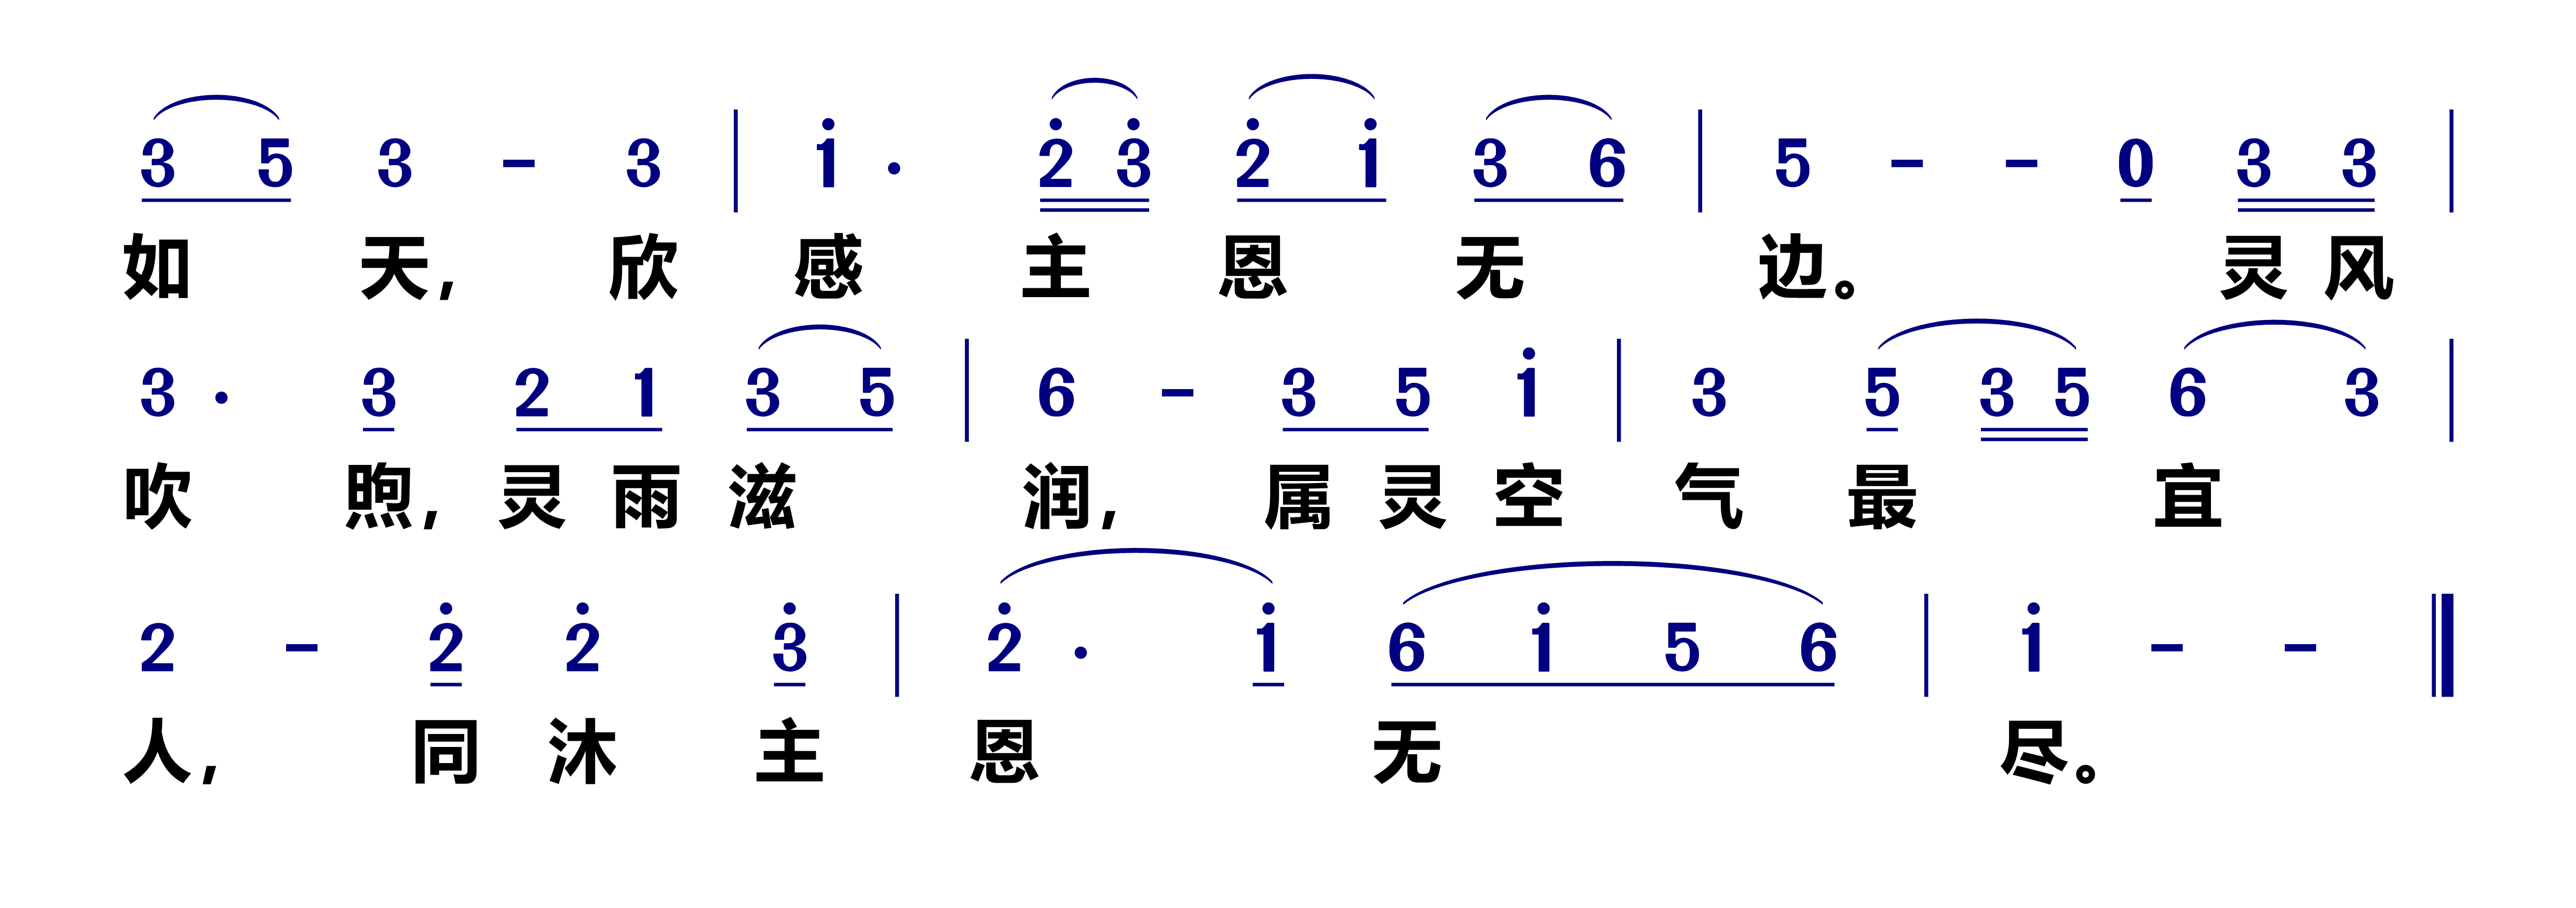 3 5 3 - 3 | i · 2̇ 3̇ 2̇ i 3 6 | 5 - - 0 3 3 |
如 天, 欣 感 主 恩 无 边。 灵 风
3 · 3 2 1 3 5 | 6 - 3 5 i | 3 5 3 5 6 3 |
吹 煦, 灵 雨 滋 润, 属 灵 空 气 最 宜
2 - 2̇ 2̇ 3̇ | 2̇ · i 6 i 5 6 | i - - ‖
人, 同 沐 主 恩 无 尽。